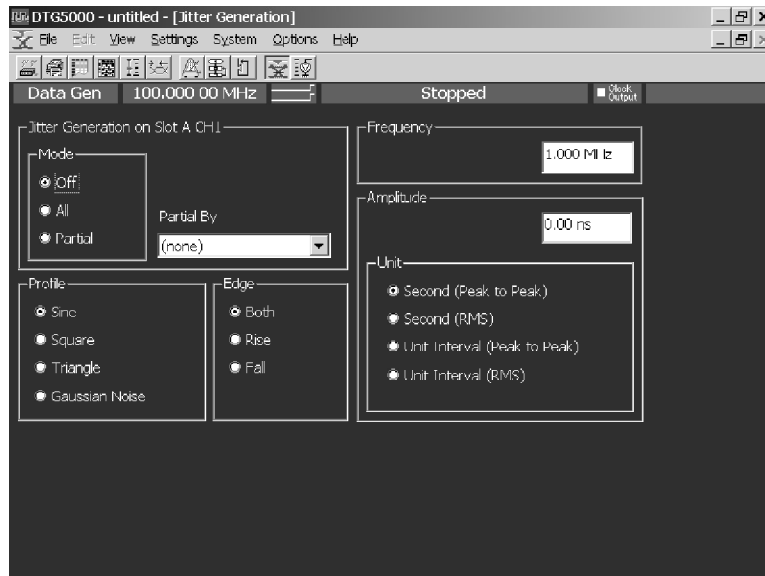 DTG5000 - untitled - [Jitter Generation]
File Edit View Settings System Options Help
Data Gen 100.000 00 MHz Stopped Clock Output
Jitter Generation on Slot A CH1
Mode
Off
All
Partial
Partial By
(none)
Frequency
1.000 MHz
Amplitude
0.00 ns
Unit
Second (Peak to Peak)
Second (RMS)
Unit Interval (Peak to Peak)
Unit Interval (RMS)
Profile
Sine
Square
Triangle
Gaussian Noise
Edge
Both
Rise
Fall